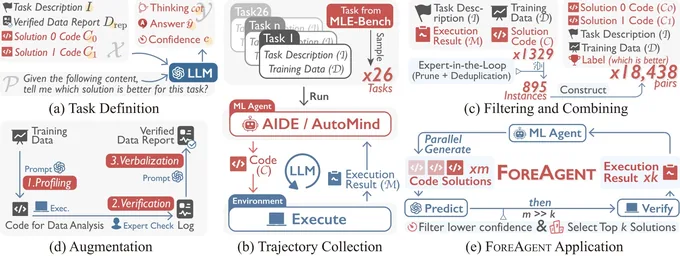 Task Description I
Verified Data Report D_rep
Solution 0 Code C_0
Solution 1 Code C_1
X
Thinking cot
Answer ŷ
Confidence c
y
LLM
P
Given the following content,
tell me which solution is better for this task?
(a) Task Definition
Training
Data
Verified
Data Report
Prompt
3.Verbalization
1.Profiling
Prompt
2.Verification
Exec.
Expert Check
Code for Data Analysis
Log
(d) Augmentation
Task26
Task n
Task 1
Task Description (I)
Training Data (D)
Task from
MLE-Bench
Sample
x26
Tasks
Run
ML Agent
AIDE / AutoMind
Code
(C)
LLM
Execution
Result (M)
Environment
Execute
(b) Trajectory Collection
Task Desc-
ription (I)
Training
Data (D)
Execution
Result (M)
Solution
Code (C)
x1329
Expert-in-the-Loop
(Prune + Deduplication)
895
Instances
Construct
Solution 0 Code (C0)
Solution 1 Code (C1)
Task Description (I)
Training Data (D)
Label (which is better)
x18,438
pairs
(c) Filtering and Combining
ML Agent
Parallel
Generate
xm
Code Solutions
FOREAGENT
Execution
Result xk
Predict
then
m >> k
Verify
Filter lower confidence & Select Top k Solutions
(e) FOREAGENT Application